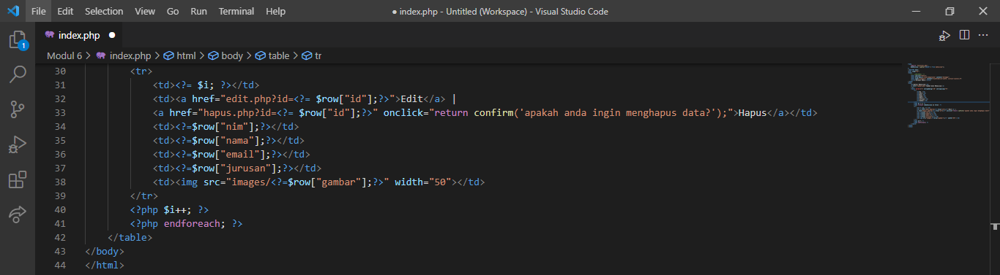 File Edit Selection View Go Run Terminal Help ● index.php - Untitled (Workspace) - Visual Studio Code
index.php ●
Modul 6 > index.php > html > body > table > tr
1
30 <tr>
31 <td><?= $i; ?></td>
32 <td><a href="edit.php?id=<?= $row["id"];?>">Edit</a> |
33 <a href="hapus.php?id=<?= $row["id"];?>" onclick="return confirm('apakah anda ingin menghapus data?');">Hapus</a></td>
34 <td><?=$row["nim"];?></td>
35 <td><?=$row["nama"];?></td>
36 <td><?=$row["email"];?></td>
37 <td><?=$row["jurusan"];?></td>
38 <td><img src="images/<?=$row["gambar"];?>" width="50"></td>
39 </tr>
40 <?php $i++; ?>
41 <?php endforeach; ?>
42 </table>
43 </body>
44 </html>